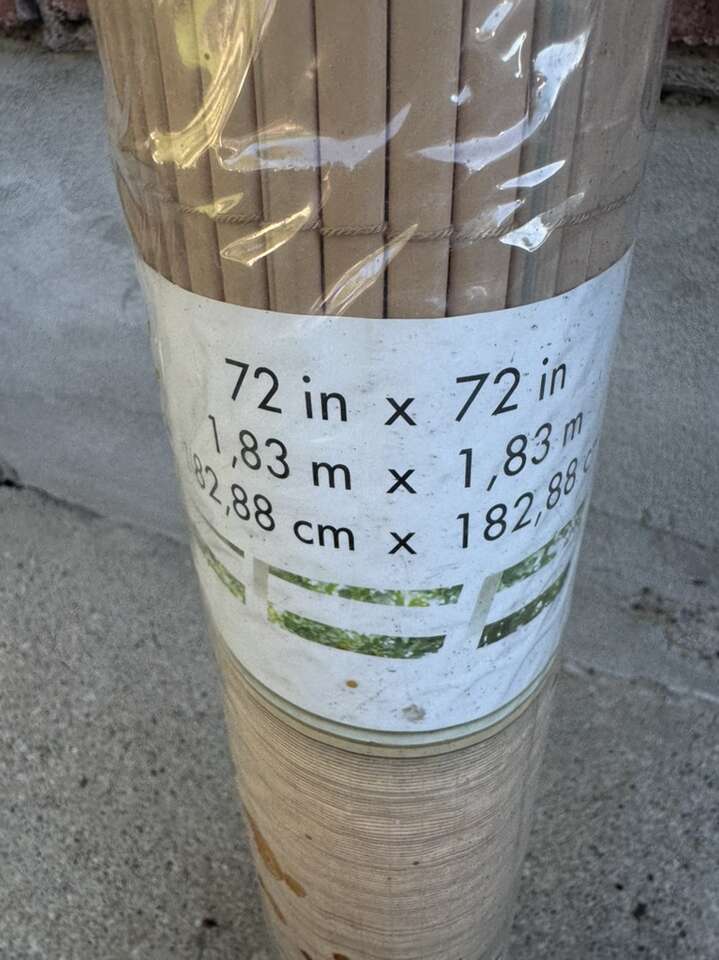 72 in x 72 in
1,83 m x 1,83 m
82,88 cm x 182,88 c